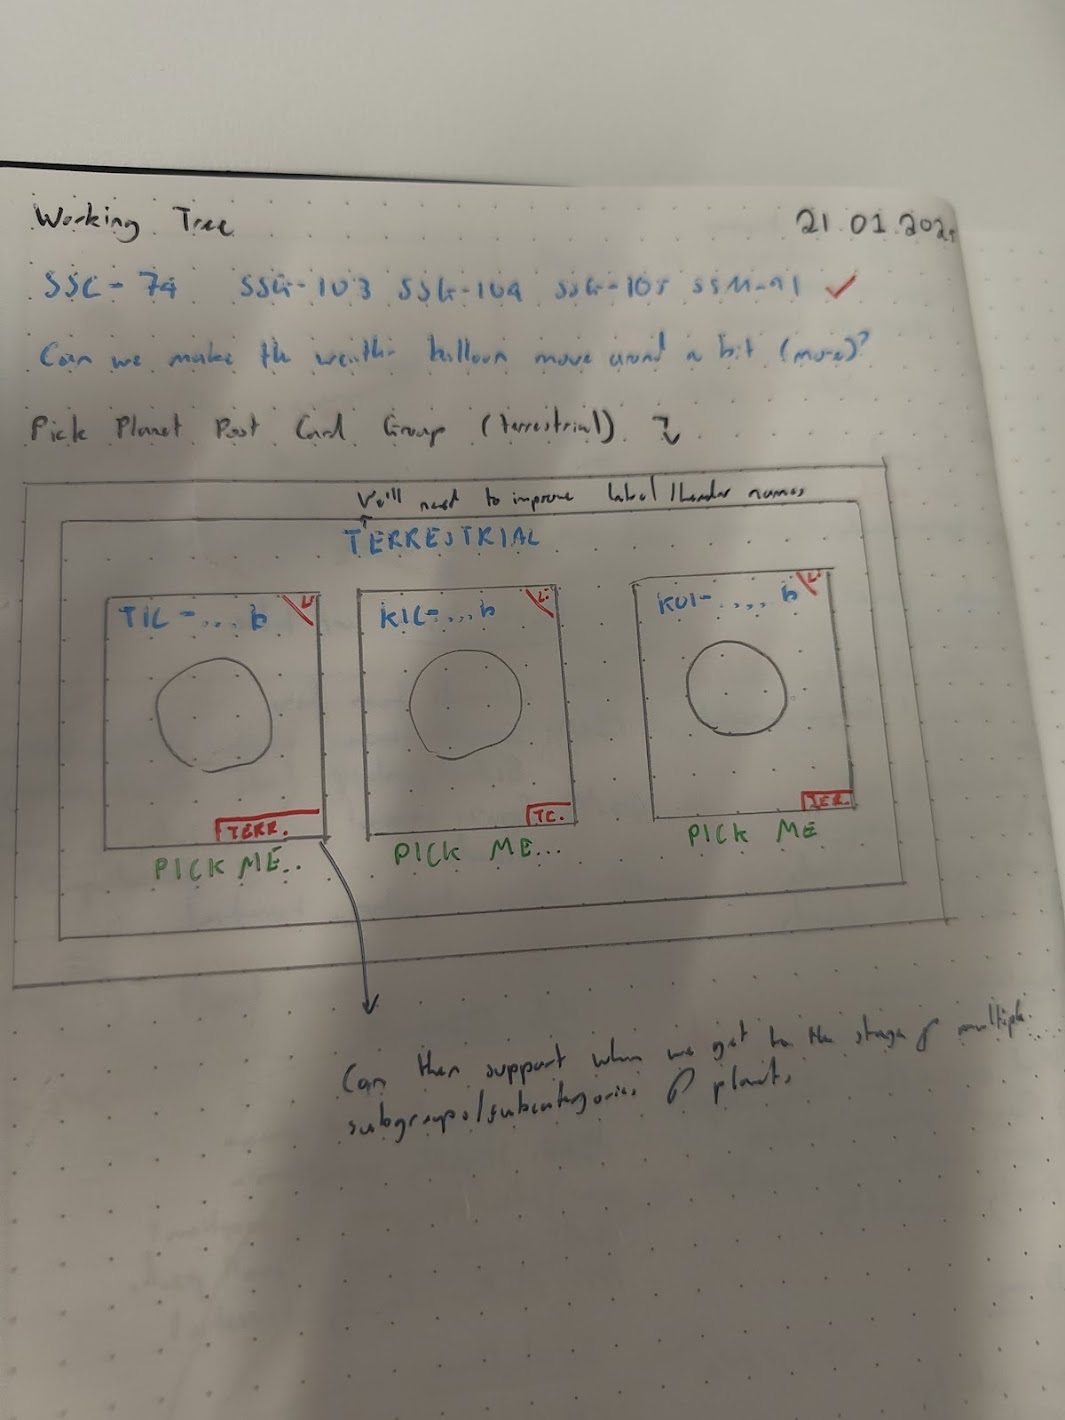 Working Tree 21.01.202
SSC-74 SSG-103 SSG-104 SSG-105 SSM-91
Can we make the weather balloon move around a bit (more)?
Pick Planet Post Card Group (terrestrial)
We'll need to improve label/header names
TERRESTRIAL
TIC-... b L: KIC-...b L: KOI-.... b L:
TERR. TE. TER.
PICK ME.. PICK ME... PICK ME
Can then support when we get to the stage of multiple
subgroups/subcategories of planets